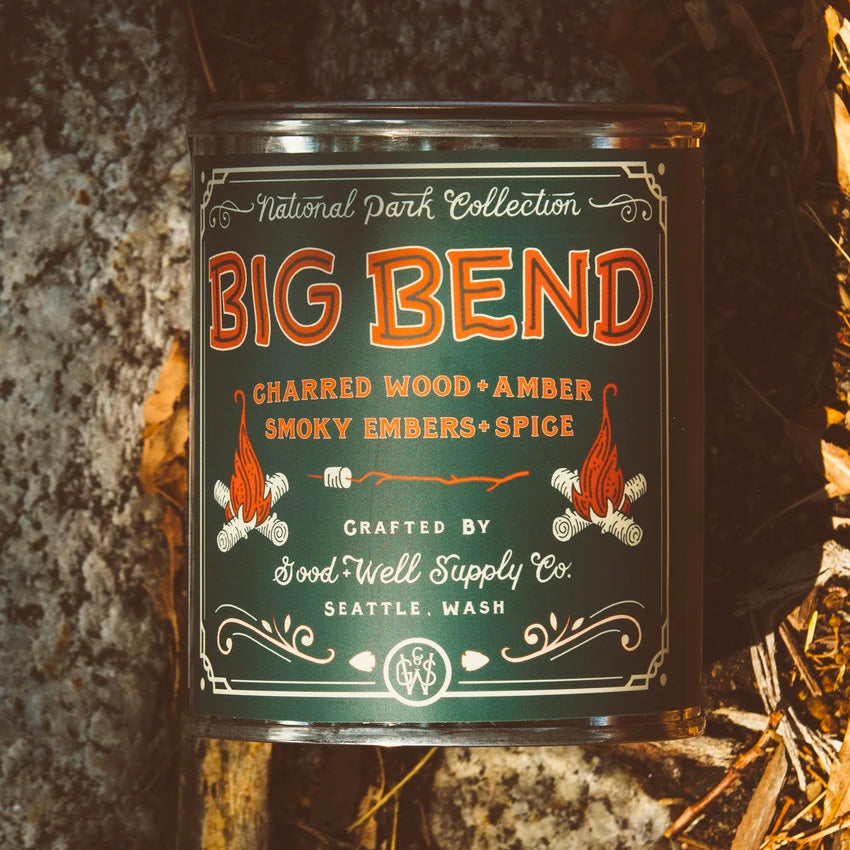 National Park Collection
BIG BEND
CHARRED WOOD + AMBER
SMOKY EMBERS + SPICE
CRAFTED BY
Good + Well Supply Co.
SEATTLE, WASH
G&WS